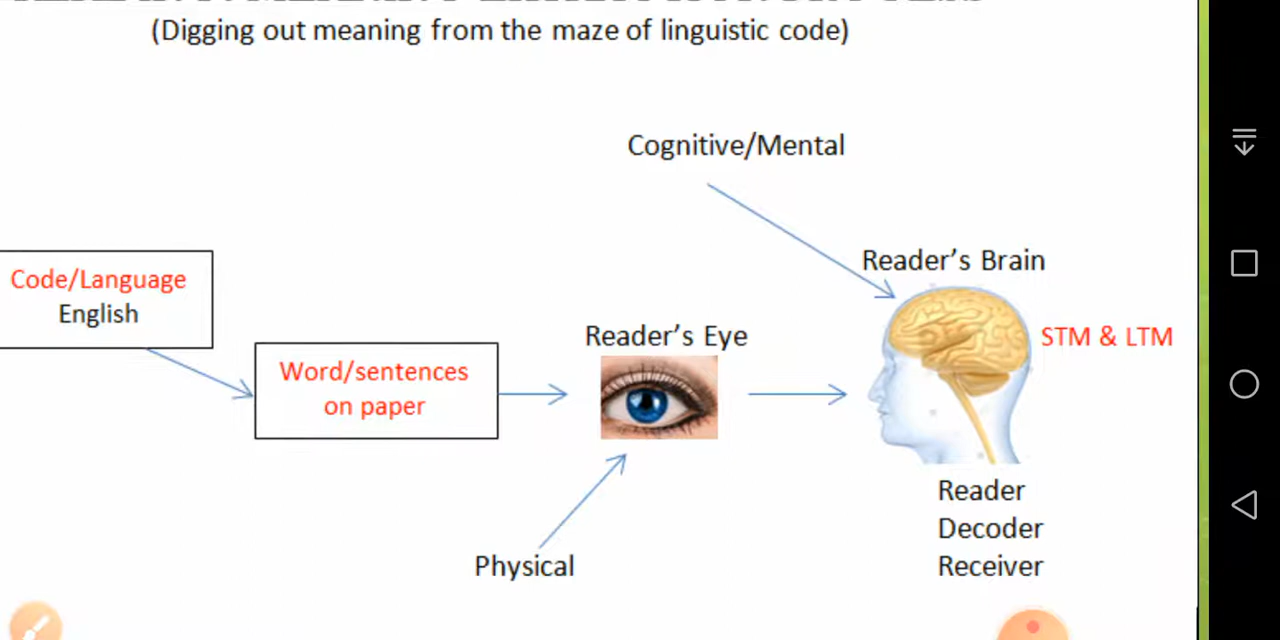 (Digging out meaning from the maze of linguistic code)
Cognitive/Mental
Reader's Brain
Code/Language
English
Reader's Eye
STM & LTM
Word/sentences
on paper
Physical
Reader
Decoder
Receiver